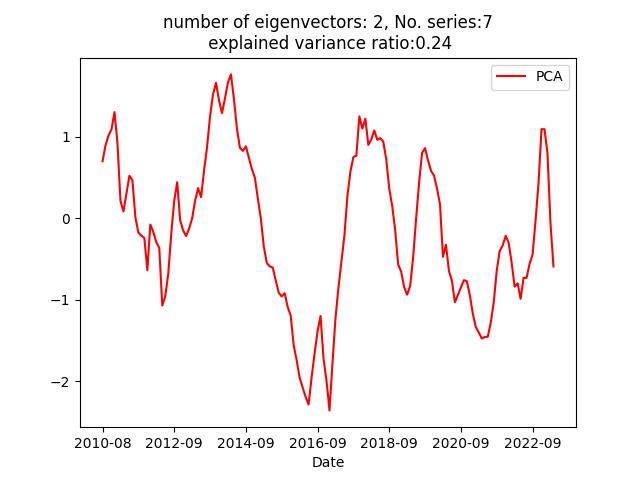 number of eigenvectors: 2, No. series:7
explained variance ratio:0.24
PCA
1
0
−1
−2
2010-08 2012-09 2014-09 2016-09 2018-09 2020-09 2022-09
Date